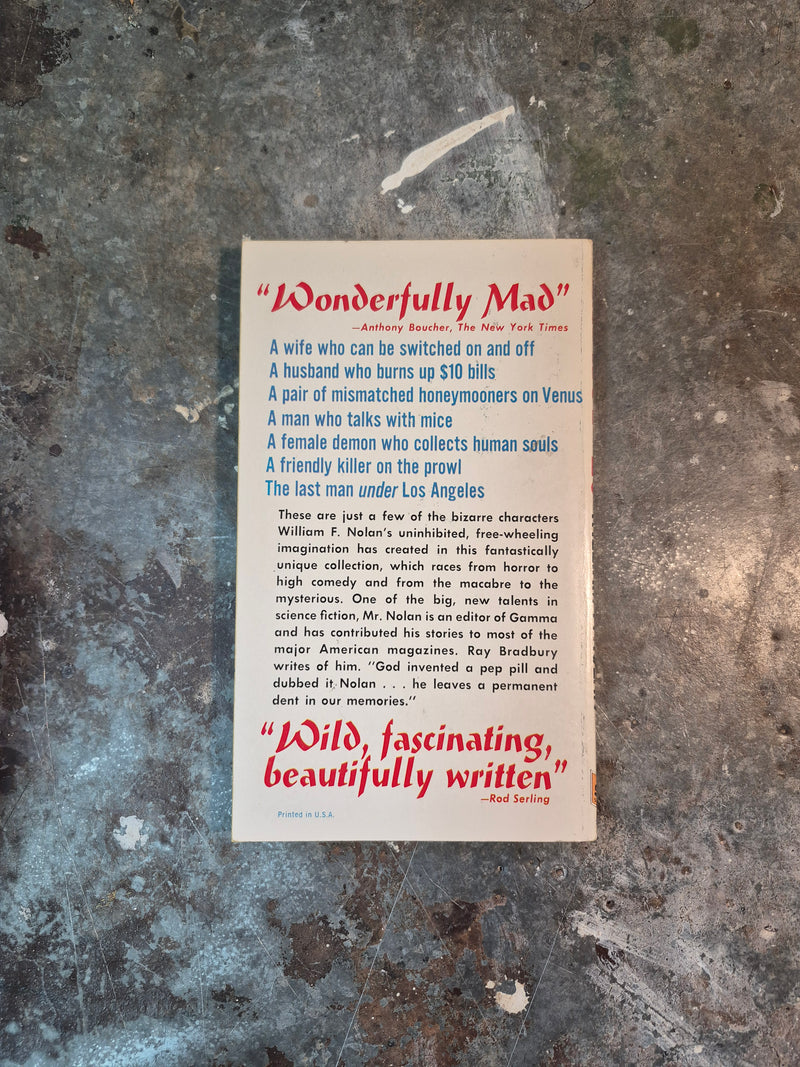 "Wonderfully Mad"
—Anthony Boucher, The New York Times
A wife who can be switched on and off
A husband who burns up $10 bills
A pair of mismatched honeymooners on Venus
A man who talks with mice
A female demon who collects human souls
A friendly killer on the prowl
The last man under Los Angeles
These are just a few of the bizarre characters
William F. Nolan's uninhibited, free-wheeling
imagination has created in this fantastically
unique collection, which races from horror to
high comedy and from the macabre to the
mysterious. One of the big, new talents in
science fiction, Mr. Nolan is an editor of Gamma
and has contributed his stories to most of the
major American magazines. Ray Bradbury
writes of him. "God invented a pep pill and
dubbed it Nolan . . . he leaves a permanent
dent in our memories."
"Wild, fascinating,
beautifully written"
—Rod Serling
Printed in U.S.A.